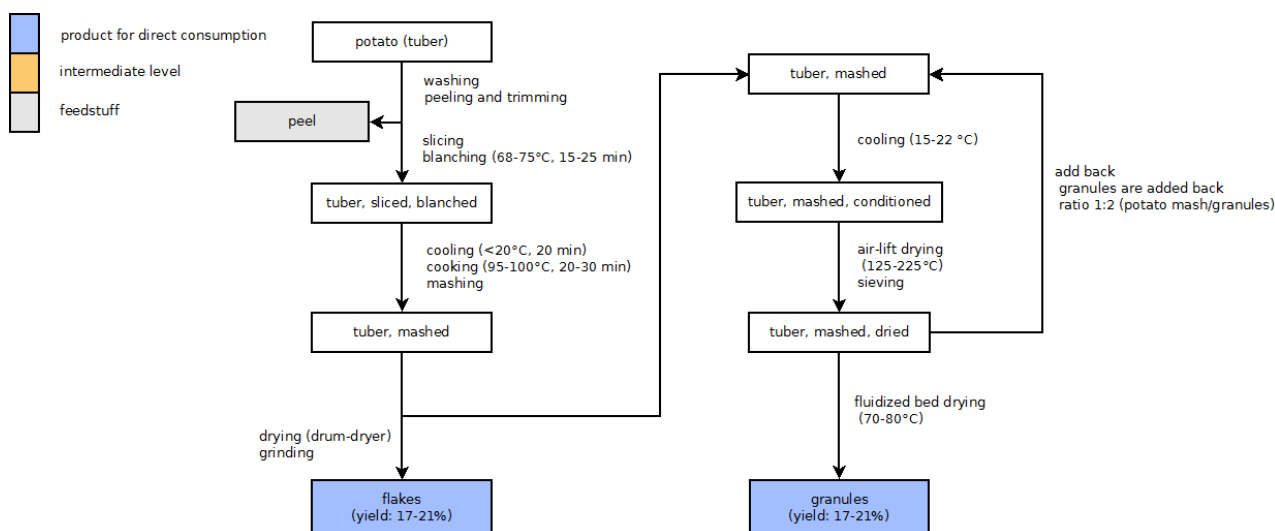 product for direct consumption
intermediate level
feedstuff
potato (tuber)
washing
peeling and trimming
peel
slicing
blanching (68-75°C, 15-25 min)
tuber, sliced, blanched
cooling (<20°C, 20 min)
cooking (95-100°C, 20-30 min)
mashing
tuber, mashed
drying (drum-dryer)
grinding
flakes
(yield: 17-21%)
tuber, mashed
cooling (15-22 °C)
tuber, mashed, conditioned
air-lift drying
(125-225°C)
sieving
tuber, mashed, dried
add back
granules are added back
ratio 1:2 (potato mash/granules)
fluidized bed drying
(70-80°C)
granules
(yield: 17-21%)